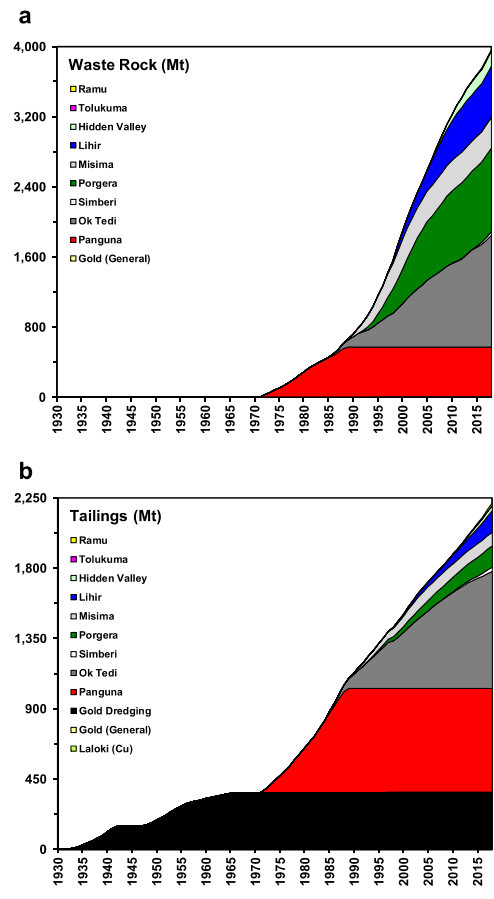 a
4,000
Waste Rock (Mt)
Ramu
Tolukuma
3,200
Hidden Valley
Lihir
Misima
2,400
Porgera
Simberi
Ok Tedi
1,600
Panguna
Gold (General)
800
0
1930 1935 1940 1945 1950 1955 1960 1965 1970 1975 1980 1985 1990 1995 2000 2005 2010 2015
b
2,250
Tailings (Mt)
Ramu
1,800
Tolukuma
Hidden Valley
Lihir
Misima
1,350
Porgera
Simberi
Ok Tedi
Panguna
900
Gold Dredging
Gold (General)
Laloki (Cu)
450
0
1930 1935 1940 1945 1950 1955 1960 1965 1970 1975 1980 1985 1990 1995 2000 2005 2010 2015